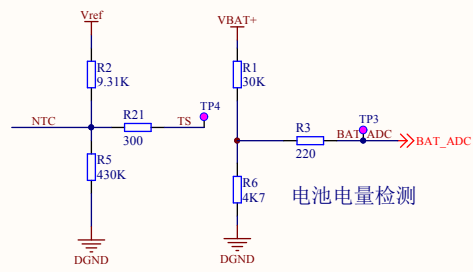 Vref
R2
9.31K
NTC
R21
300
TS
TP4
R5
430K
DGND
VBAT+
R1
30K
R3
220
BAT_ADC
TP3
BAT_ADC
R6
4K7
DGND
电池电量检测